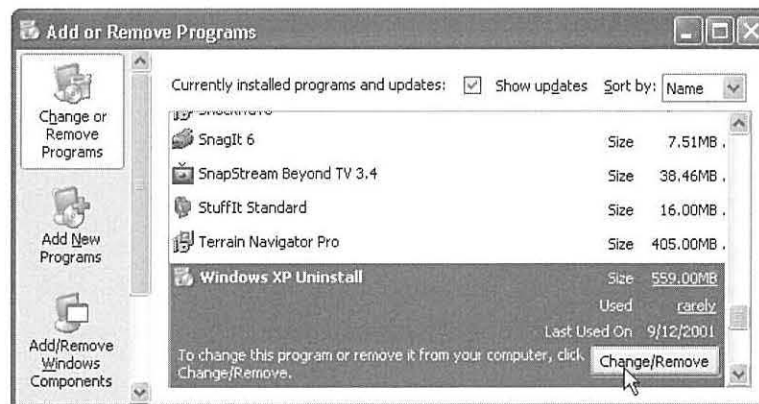 Add or Remove Programs
Change or
Remove
Programs
Add New
Programs
Add/Remove
Windows
Components
Currently installed programs and updates: Show updates Sort by: Name
SnagIt 6 Size 7.51MB
SnapStream Beyond TV 3.4 Size 38.46MB
StuffIt Standard Size 16.00MB
Terrain Navigator Pro Size 405.00MB
Windows XP Uninstall Size 559.00MB
Used rarely
Last Used On 9/12/2001
To change this program or remove it from your computer, click
Change/Remove.
Change/Remove